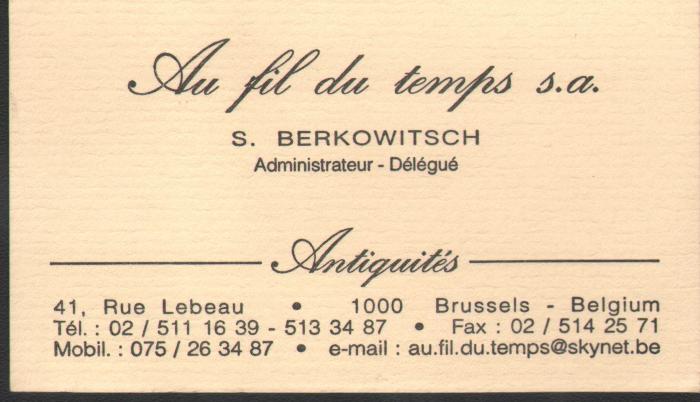 Au fil du temps s.a.
S. BERKOWITSCH
Administrateur - Délégué
Antiquités
41, Rue Lebeau • 1000 Brussels - Belgium
Tél. : 02 / 511 16 39 - 513 34 87 • Fax : 02 / 514 25 71
Mobil. : 075 / 26 34 87 • e-mail : au.fil.du.temps@skynet.be